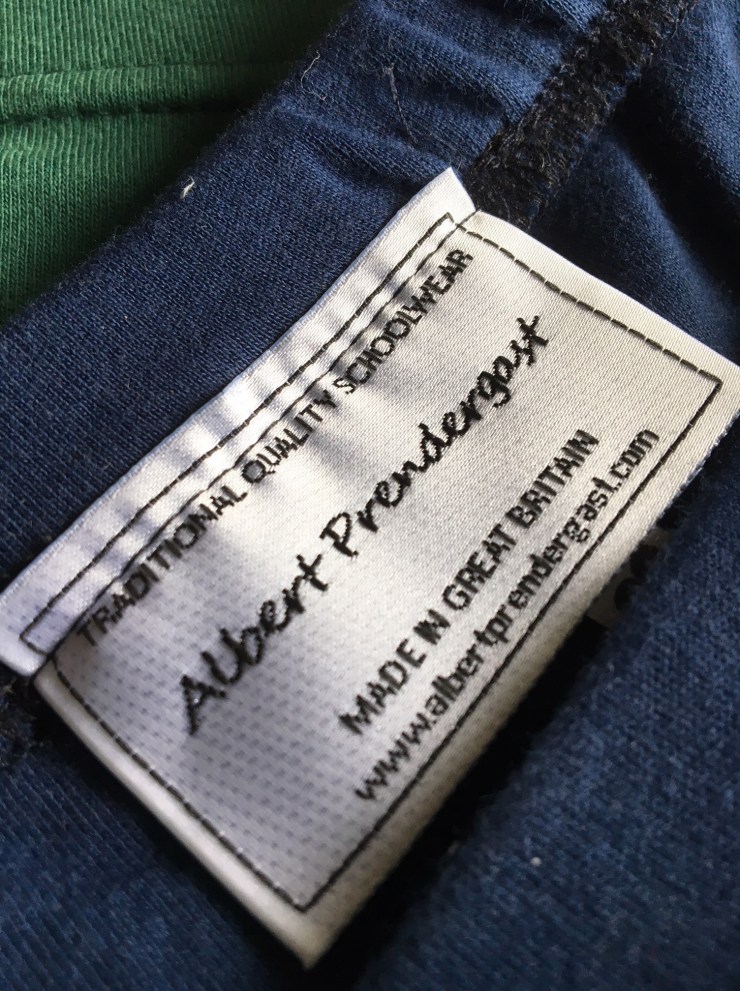 TRADITIONAL QUALITY SCHOOLWEAR
Albert Prendergast
MADE IN GREAT BRITAIN
www.albertprendergast.com